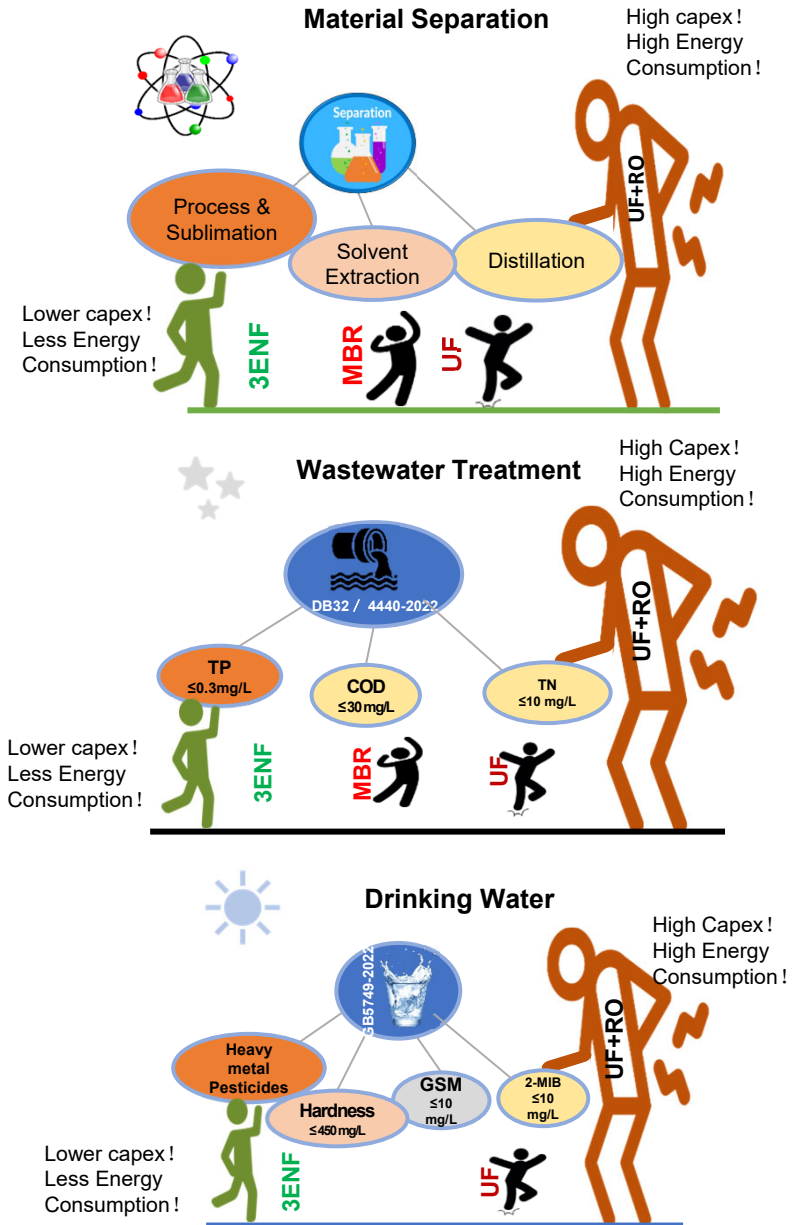 Material Separation
High capex!
High Energy
Consumption!
Separation
UF+RO
Process &
Sublimation
Solvent
Extraction
Distillation
Lower capex!
Less Energy
Consumption!
3ENF
MBR
UF
Wastewater Treatment
High Capex!
High Energy
Consumption!
DB32 / 4440-2022
UF+RO
TP
≤0.3mg/L
COD
≤30 mg/L
TN
≤10 mg/L
Lower capex!
Less Energy
Consumption!
3ENF
MBR
UF
Drinking Water
High Capex!
High Energy
Consumption!
GB5749-2022
UF+RO
Heavy
metal
Pesticides
Hardness
≤450mg/L
GSM
≤10
mg/L
2-MIB
≤10
mg/L
Lower capex!
Less Energy
Consumption!
3ENF
UF